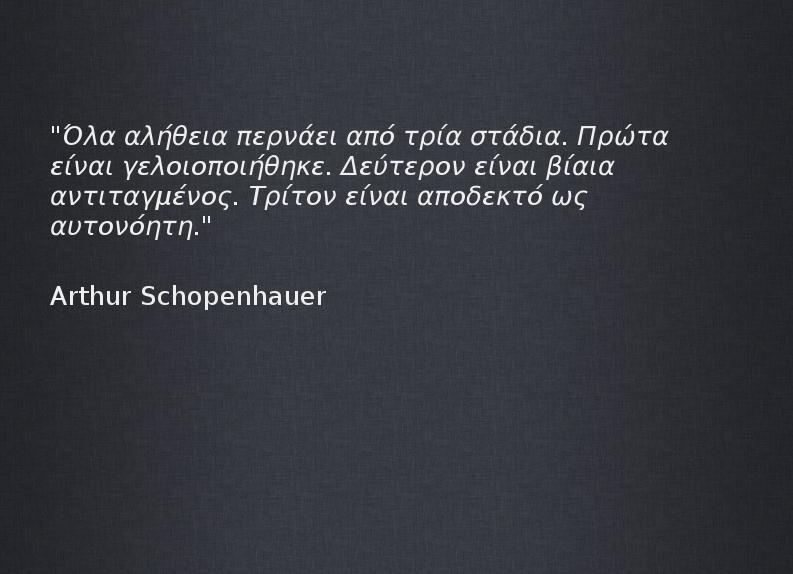 "Όλα αλήθεια περνάει από τρία στάδια. Πρώτα
είναι γελοιοποιήθηκε. Δεύτερον είναι βίαια
αντιταγμένος. Τρίτον είναι αποδεκτό ως
αυτονόητη."
Arthur Schopenhauer